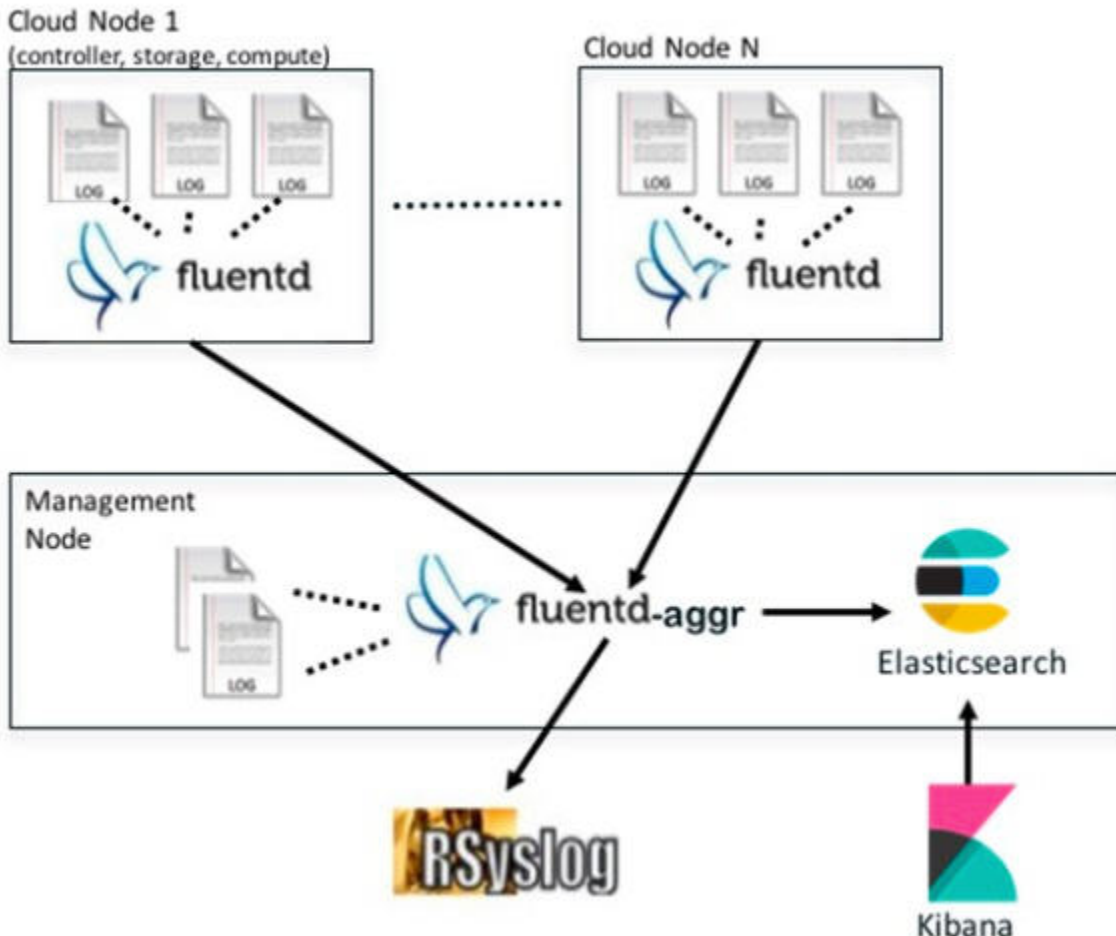 Cloud Node 1
(controller, storage, compute)
Cloud Node N
LOG
LOG
LOG
LOG
LOG
LOG
fluentd
fluentd
Management
Node
fluentd-aggr
LOG
Elasticsearch
RSyslog
Kibana